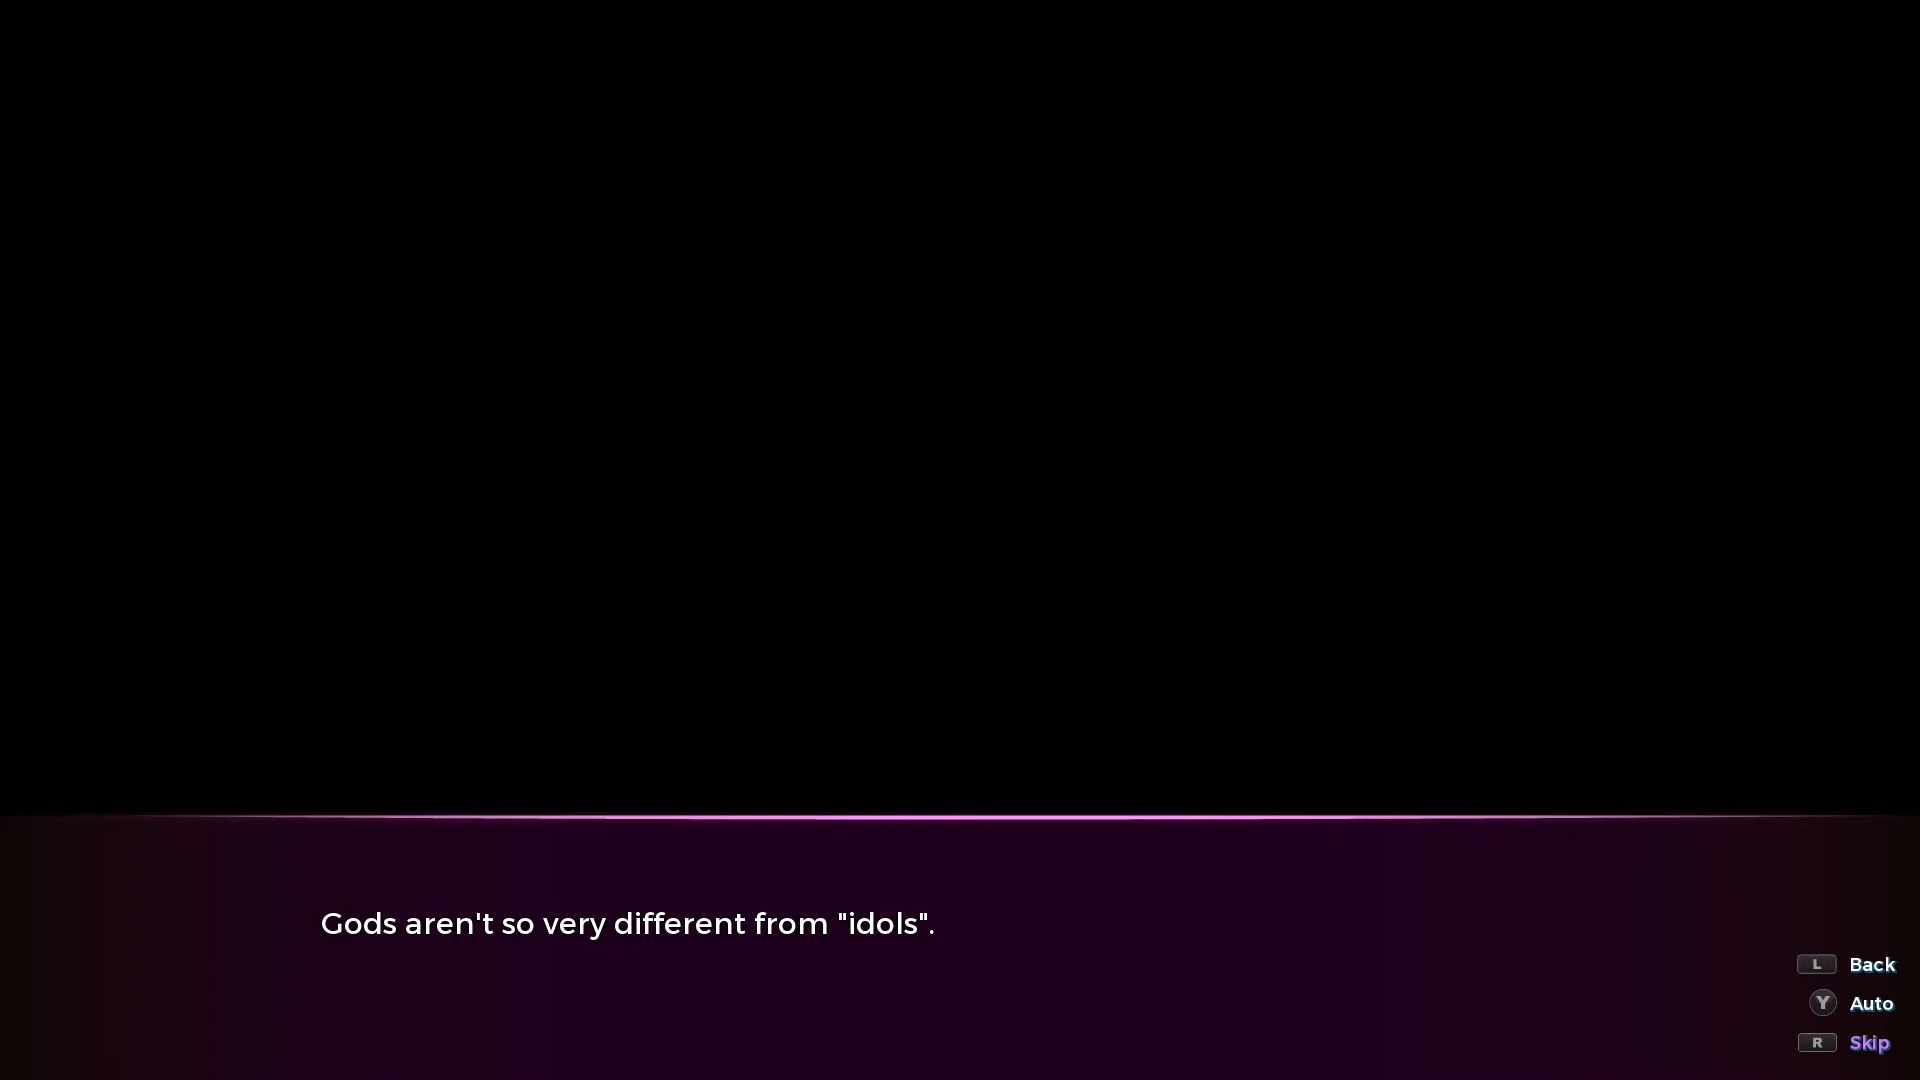 Gods aren't so very different from "idols".
L Back
Y Auto
R Skip